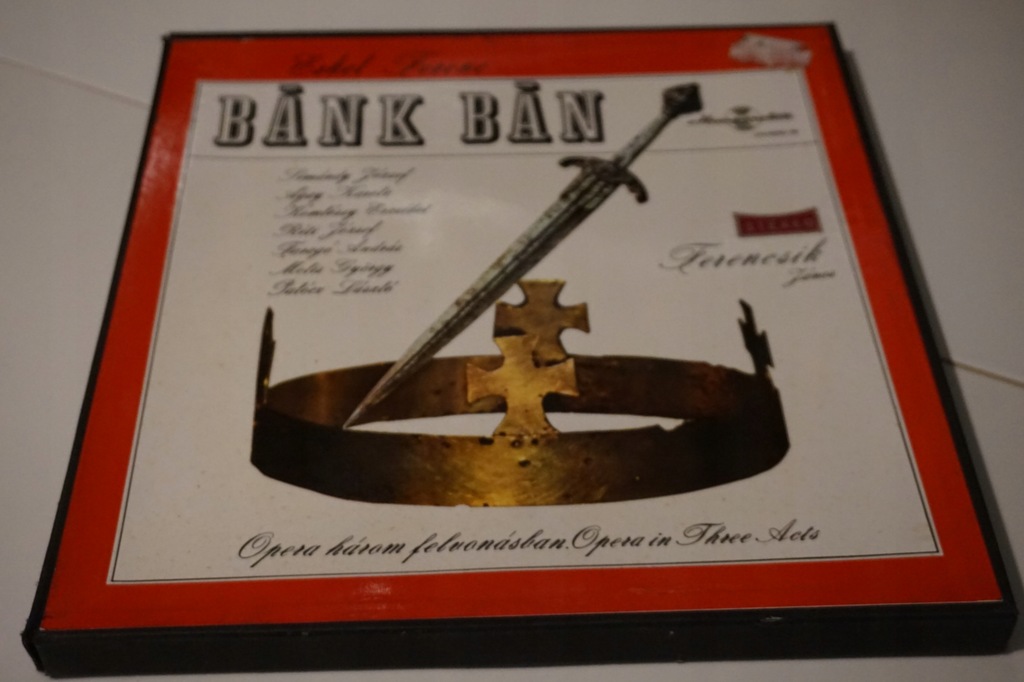 Erkel Ferenc
BÁNK BÁN
Simándy József
Ágay Karola
Komlóssy Erzsébet
Réti József
Faragó András
Melis György
Palócz László
STEREO
Ferencsik
János
Opera három felvonásban. Opera in Three Acts